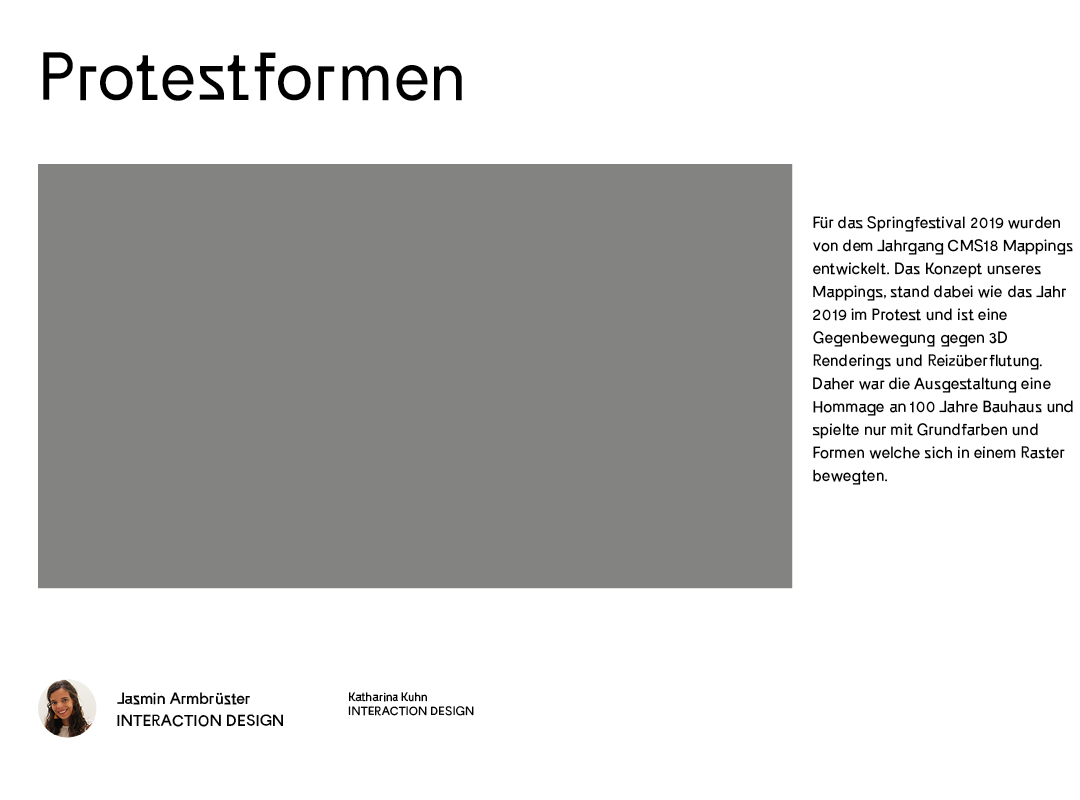 Protestformen
Für das Springfestival 2019 wurden
von dem Jahrgang CMS18 Mappings
entwickelt. Das Konzept unseres
Mappings, stand dabei wie das Jahr
2019 im Protest und ist eine
Gegenbewegung gegen 3D
Renderings und Reizüberflutung.
Daher war die Ausgestaltung eine
Hommage an 100 Jahre Bauhaus und
spielte nur mit Grundfarben und
Formen welche sich in einem Raster
bewegten.
Jasmin Armbrüster
INTERACTION DESIGN
Katharina Kuhn
INTERACTION DESIGN